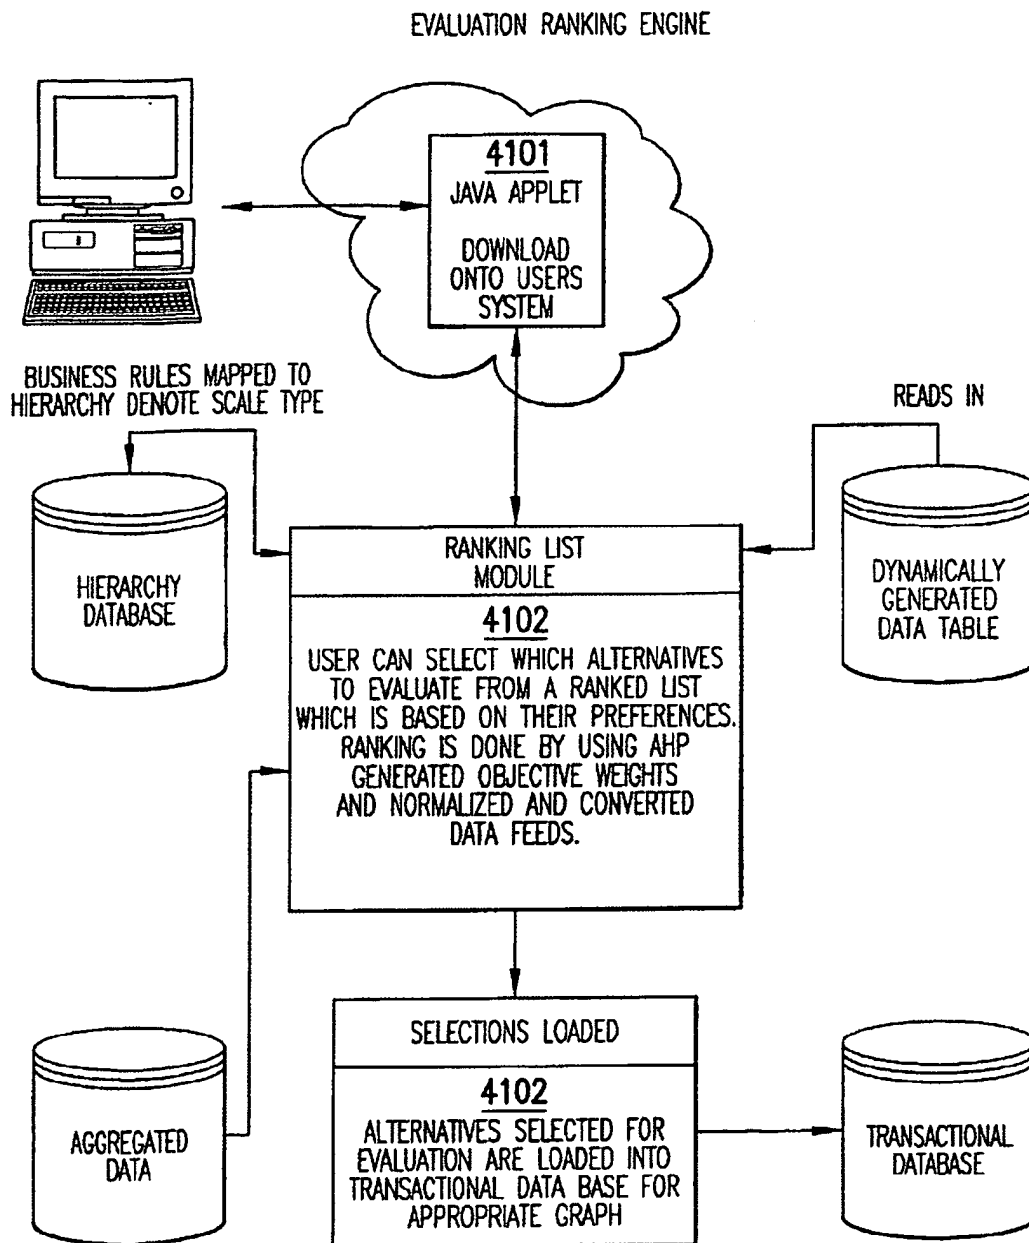 EVALUATION RANKING ENGINE
4101
JAVA APPLET
DOWNLOAD
ONTO USERS
SYSTEM
BUSINESS RULES MAPPED TO
HIERARCHY DENOTE SCALE TYPE
READS IN
HIERARCHY
DATABASE
RANKING LIST
MODULE
4102
USER CAN SELECT WHICH ALTERNATIVES
TO EVALUATE FROM A RANKED LIST
WHICH IS BASED ON THEIR PREFERENCES.
RANKING IS DONE BY USING AHP
GENERATED OBJECTIVE WEIGHTS
AND NORMALIZED AND CONVERTED
DATA FEEDS.
DYNAMICALLY
GENERATED
DATA TABLE
AGGREGATED
DATA
SELECTIONS LOADED
4102
ALTERNATIVES SELECTED FOR
EVALUATION ARE LOADED INTO
TRANSACTIONAL DATA BASE FOR
APPROPRIATE GRAPH
TRANSACTIONAL
DATABASE